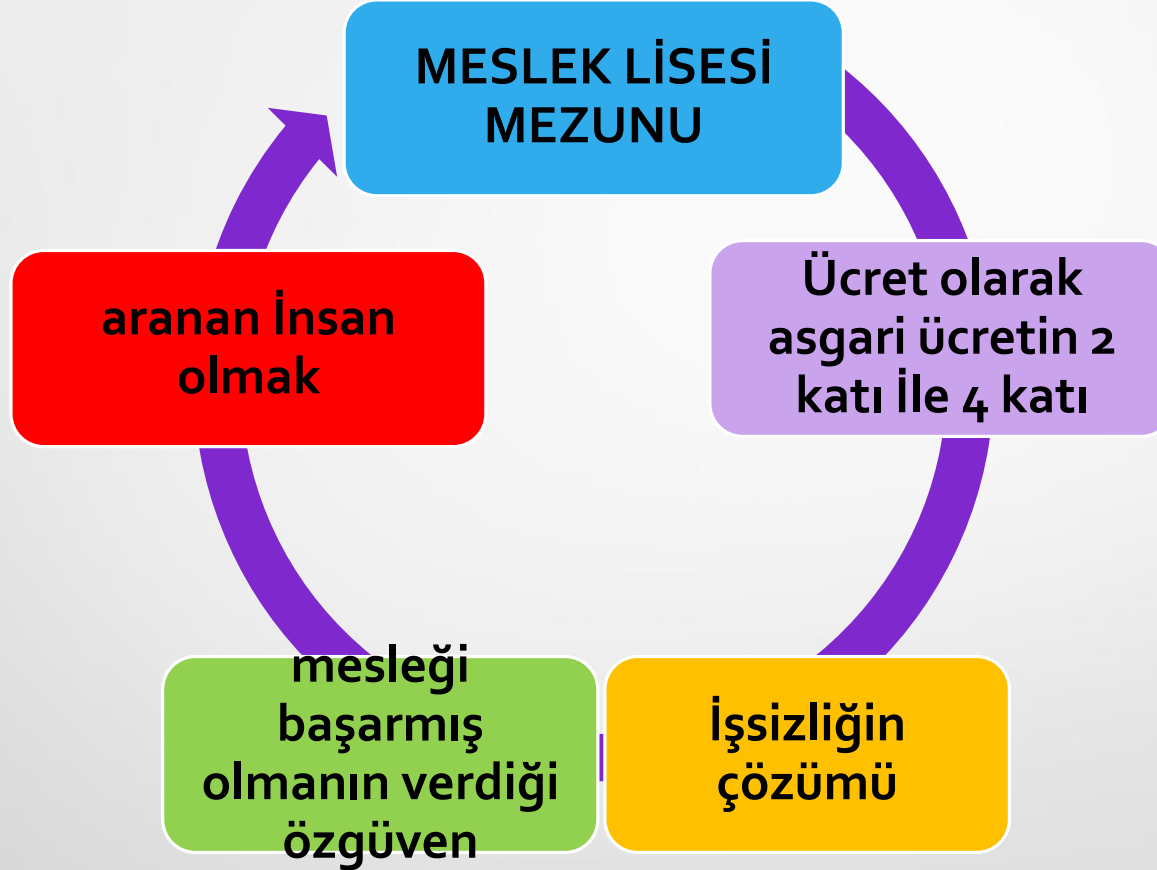 MESLEK LİSESİ
MEZUNU
Ücret olarak
asgari ücretin 2
katı İle 4 katı
İşsizliğin
çözümü
mesleği
başarmış
olmanın verdiği
özgüven
aranan İnsan
olmak